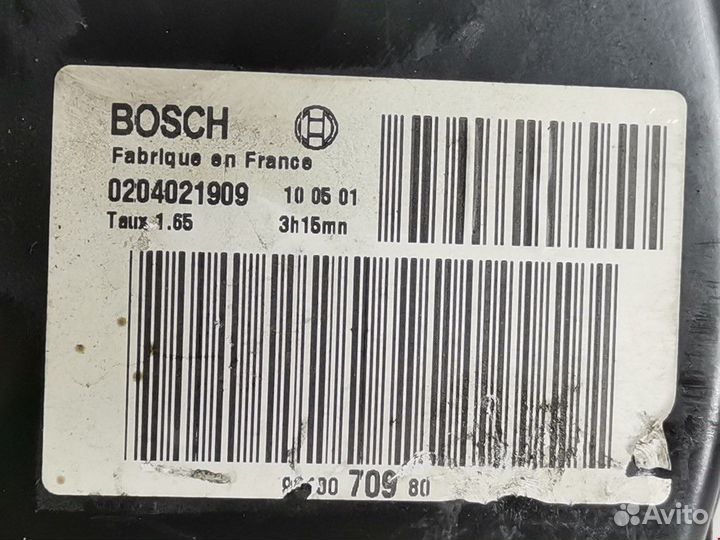 BOSCH
Fabrique en France
0204021909 10 05 01
Taux 1.65 3h15mn
709 80
Avito